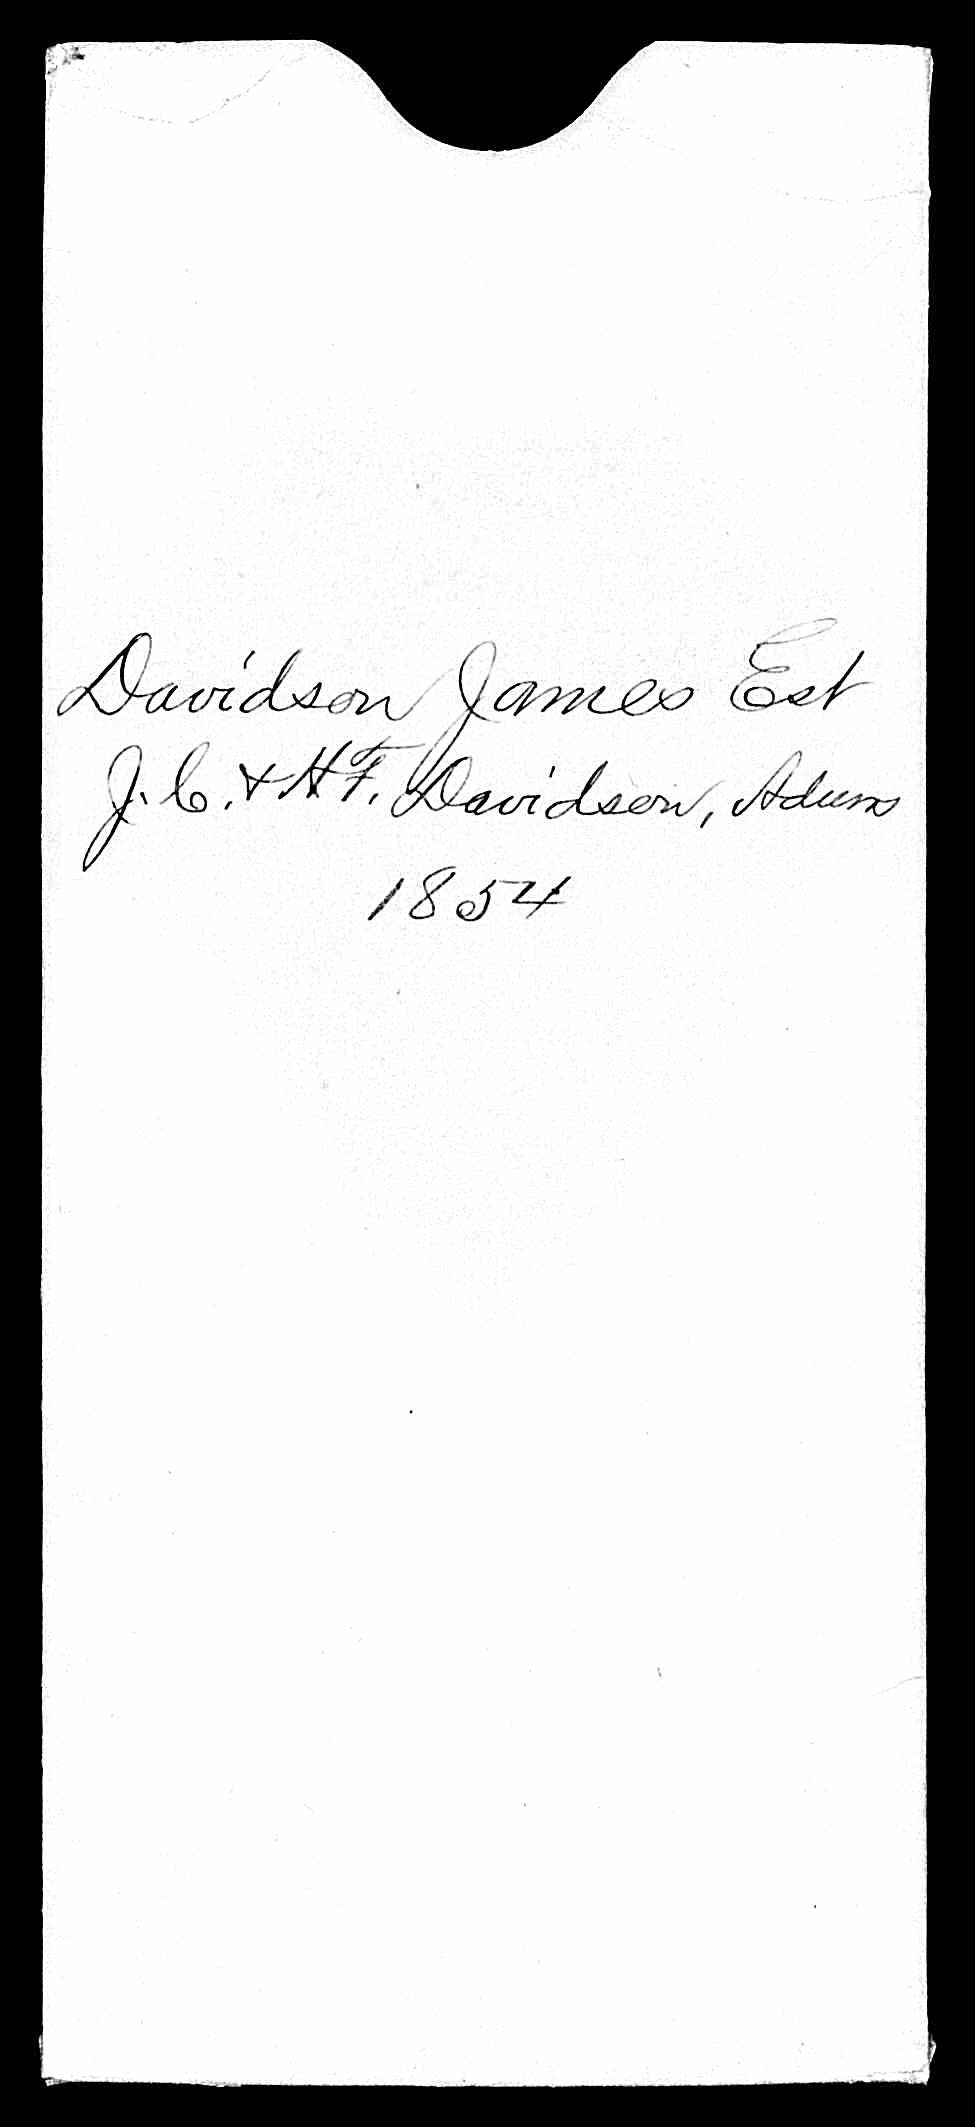 Davidson James Est
J. C. & H F. Davidson, Adms
1854